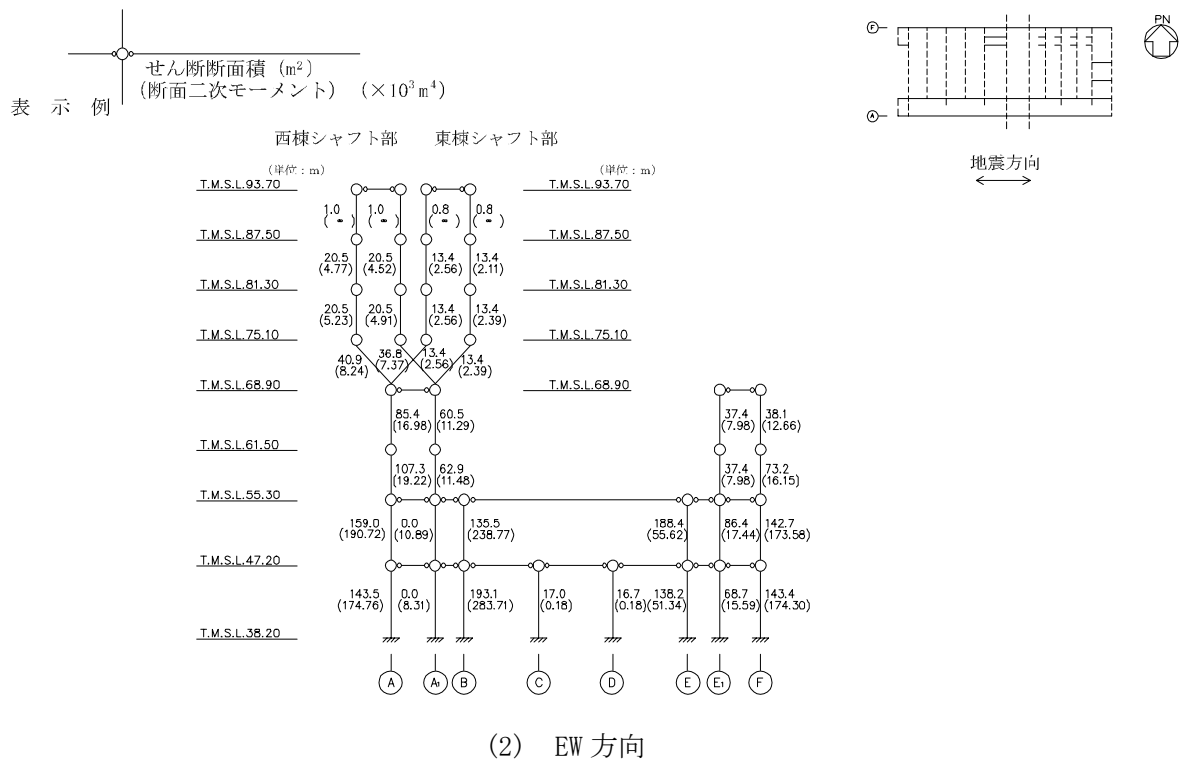 せん断断面積 (m²)
(断面二次モーメント) (×10³m⁴)
表 示 例
F
A
PN
地震方向
西棟シャフト部 東棟シャフト部
(単位：m) (単位：m)
T.M.S.L.93.70 T.M.S.L.93.70
1.0 1.0 0.8 0.8
(∞) (∞) (∞) (∞)
T.M.S.L.87.50 T.M.S.L.87.50
20.5 20.5 13.4 13.4
(4.77) (4.52) (2.56) (2.11)
T.M.S.L.81.30 T.M.S.L.81.30
20.5 20.5 13.4 13.4
(5.23) (4.91) (2.56) (2.39)
T.M.S.L.75.10 T.M.S.L.75.10
40.9 36.8 13.4 13.4
(8.24) (7.37) (2.56) (2.39)
T.M.S.L.68.90 T.M.S.L.68.90
85.4 60.5 37.4 38.1
(16.98) (11.29) (7.98) (12.66)
T.M.S.L.61.50
107.3 62.9 37.4 73.2
(19.22) (11.48) (7.98) (16.15)
T.M.S.L.55.30
159.0 0.0 135.5 188.4 86.4 142.7
(190.72) (10.89) (238.77) (55.62) (17.44) (173.58)
T.M.S.L.47.20
143.5 0.0 193.1 17.0 16.7 138.2 68.7 143.4
(174.76) (8.31) (283.71) (0.18) (0.18) (51.34) (15.59) (174.30)
T.M.S.L.38.20
A A₁ B C D E E₁ F
(2) EW 方向